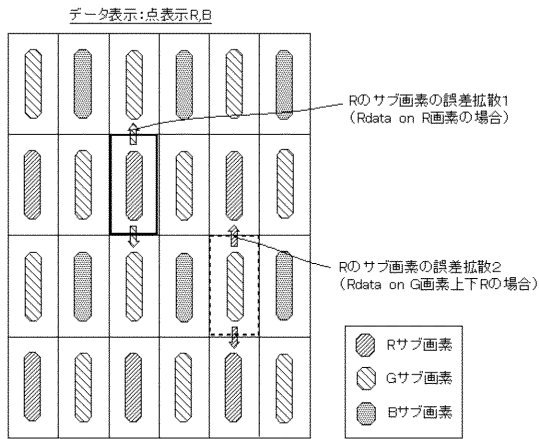 データ表示:点表示R,B
Rのサブ画素の誤差拡散1
(Rdata on R画素の場合)
Rのサブ画素の誤差拡散2
(Rdata on G画素上下Rの場合)
Rサブ画素
Gサブ画素
Bサブ画素